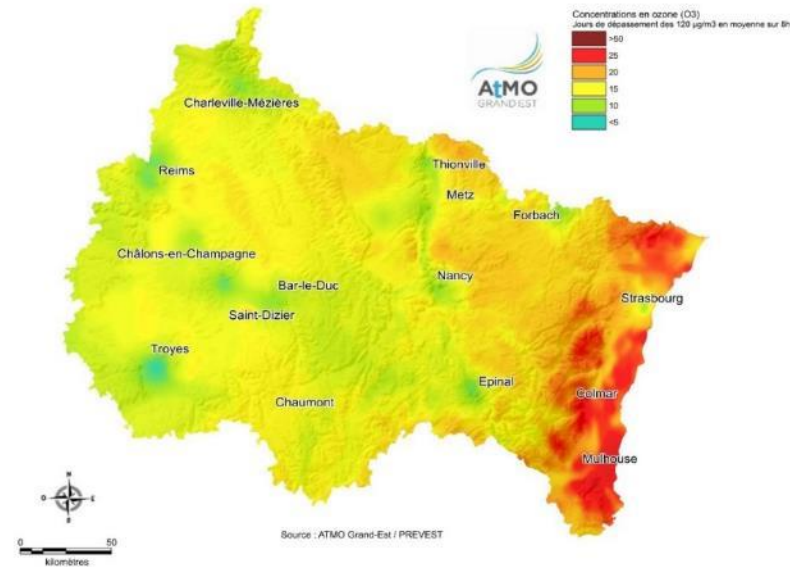 Concentrations en ozone (O3)
Jours de dépassement des 120 µg/m3 en moyenne sur 8h
>50
25
20
15
10
<5
AtMO
GRAND EST
Charleville-Mézières
Reims
Thionville
Metz
Forbach
Châlons-en-Champagne
Nancy
Bar-le-Duc
Strasbourg
Saint-Dizier
Troyes
Epinal
Chaumont
Colmar
Mulhouse
N
O
E
S
Source : ATMO Grand-Est / PREVEST
0 50
kilomètres